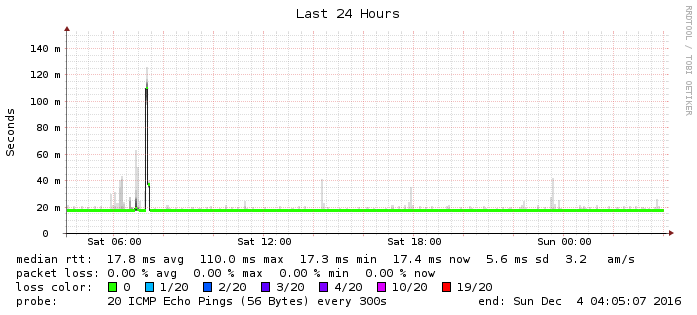 Last 24 Hours
RRDTOOL / TOBI OETIKER
Seconds
140 m
120 m
100 m
80 m
60 m
40 m
20 m
0
Sat 06:00 Sat 12:00 Sat 18:00 Sun 00:00
median rtt: 17.8 ms avg 110.0 ms max 17.3 ms min 17.4 ms now 5.6 ms sd 3.2 am/s
packet loss: 0.00 % avg 0.00 % max 0.00 % min 0.00 % now
loss color: 0 1/20 2/20 3/20 4/20 10/20 19/20
probe: 20 ICMP Echo Pings (56 Bytes) every 300s end: Sun Dec 4 04:05:07 2016